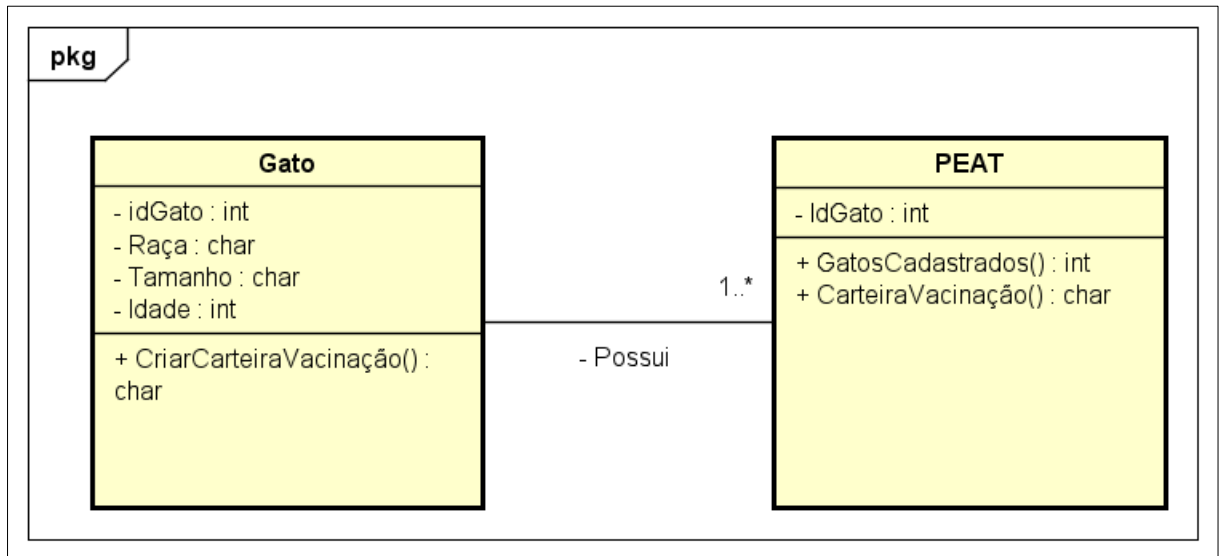 pkg
Gato
- idGato : int
- Raça : char
- Tamanho : char
- Idade : int
+ CriarCarteiraVacinação() :
char
1..*
- Possui
PEAT
- IdGato : int
+ GatosCadastrados() : int
+ CarteiraVacinação() : char